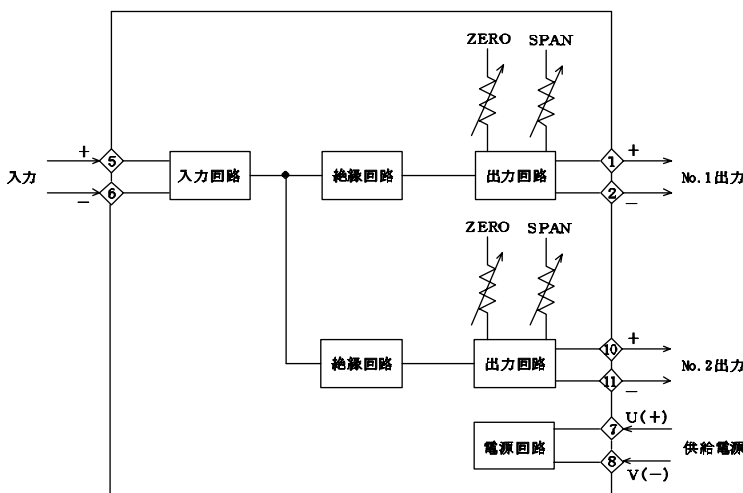 ZERO SPAN
+ 5 1 +
入力 入力回路 絶縁回路 出力回路 No.1出力
− 6 2 −
ZERO SPAN
10 +
絶縁回路 出力回路 No.2出力
11 −
7 U(+)
電源回路 供給電源
8 V(−)